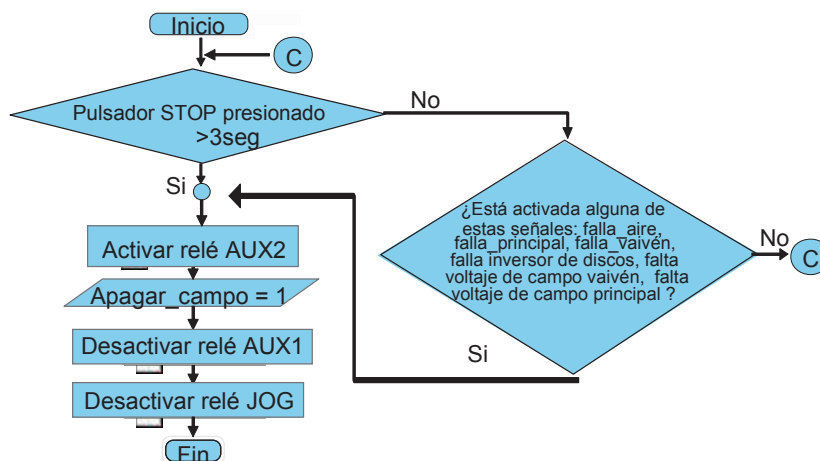 Inicio
C
Pulsador STOP presionado
>3seg
No
Si
¿Está activada alguna de
estas señales: falla_aire,
falla_principal, falla_vaivén,
falla inversor de discos, falta
voltaje de campo vaivén, falta
voltaje de campo principal ?
No
C
Si
Activar relé AUX2
Apagar_campo = 1
Desactivar relé AUX1
Desactivar relé JOG
Fin